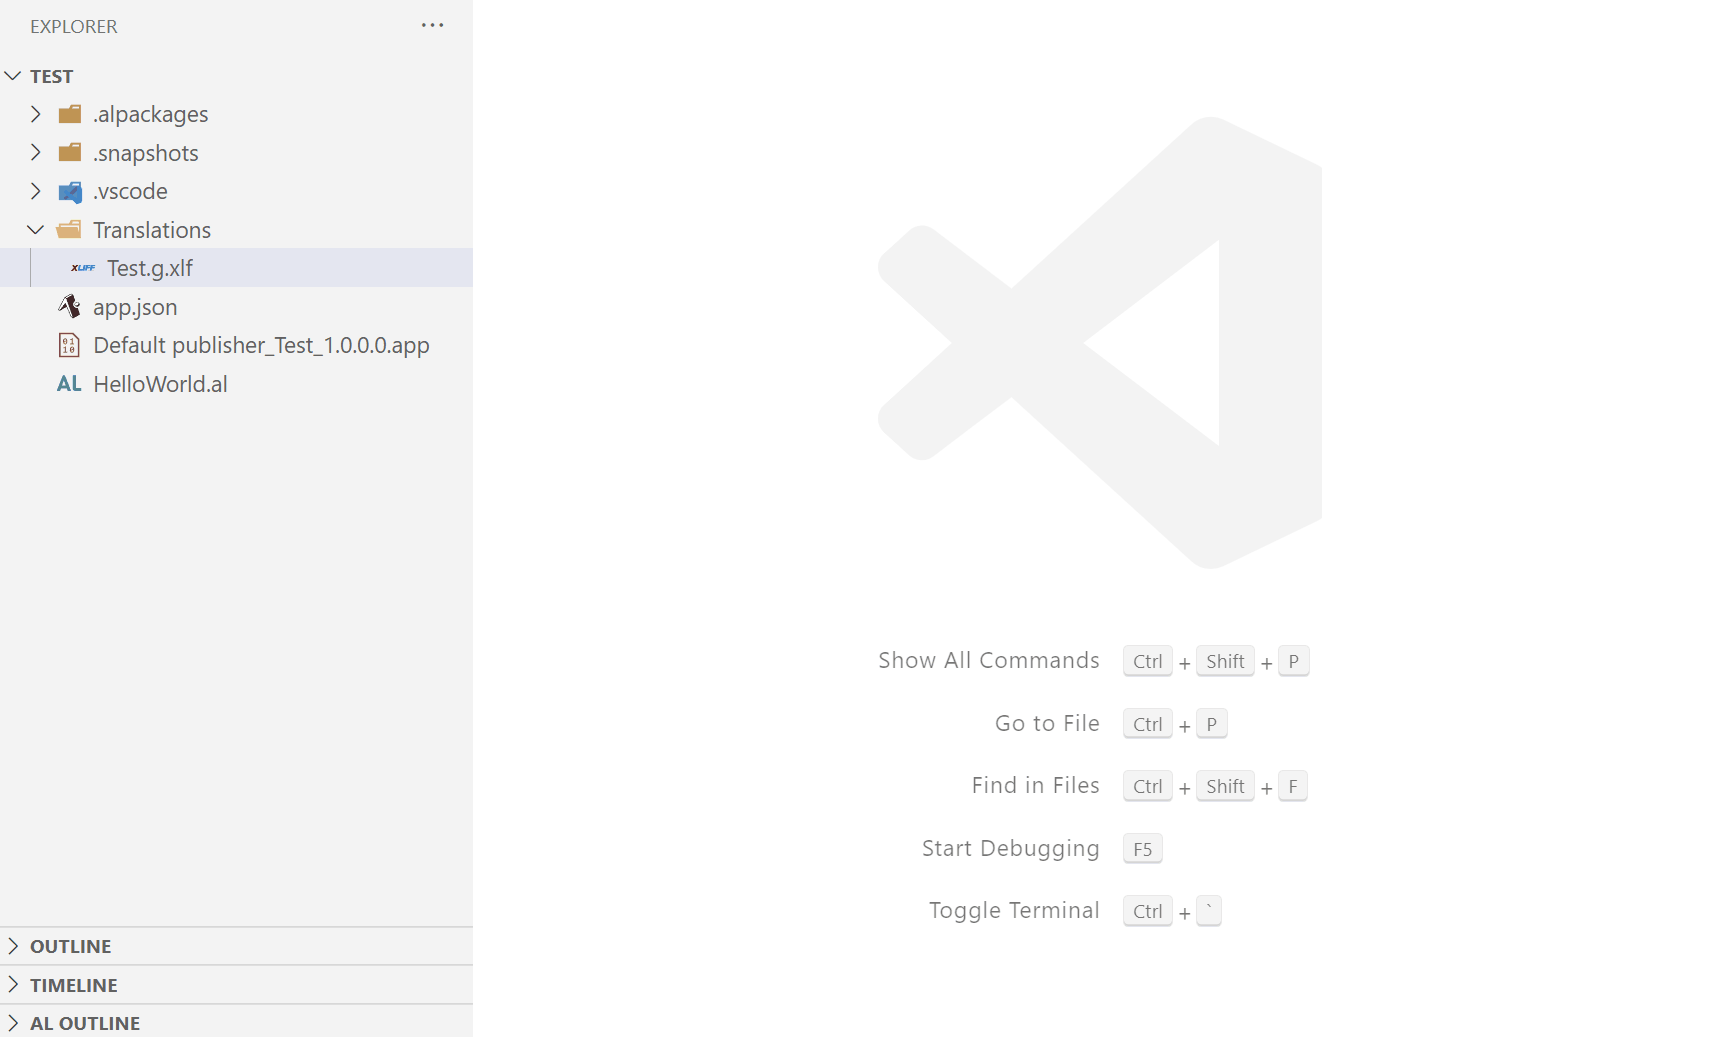 EXPLORER
TEST
.alpackages
.snapshots
.vscode
Translations
XLIFF Test.g.xlf
app.json
Default publisher_Test_1.0.0.0.app
AL HelloWorld.al
OUTLINE
TIMELINE
AL OUTLINE
Show All Commands Ctrl + Shift + P
Go to File Ctrl + P
Find in Files Ctrl + Shift + F
Start Debugging F5
Toggle Terminal Ctrl + `